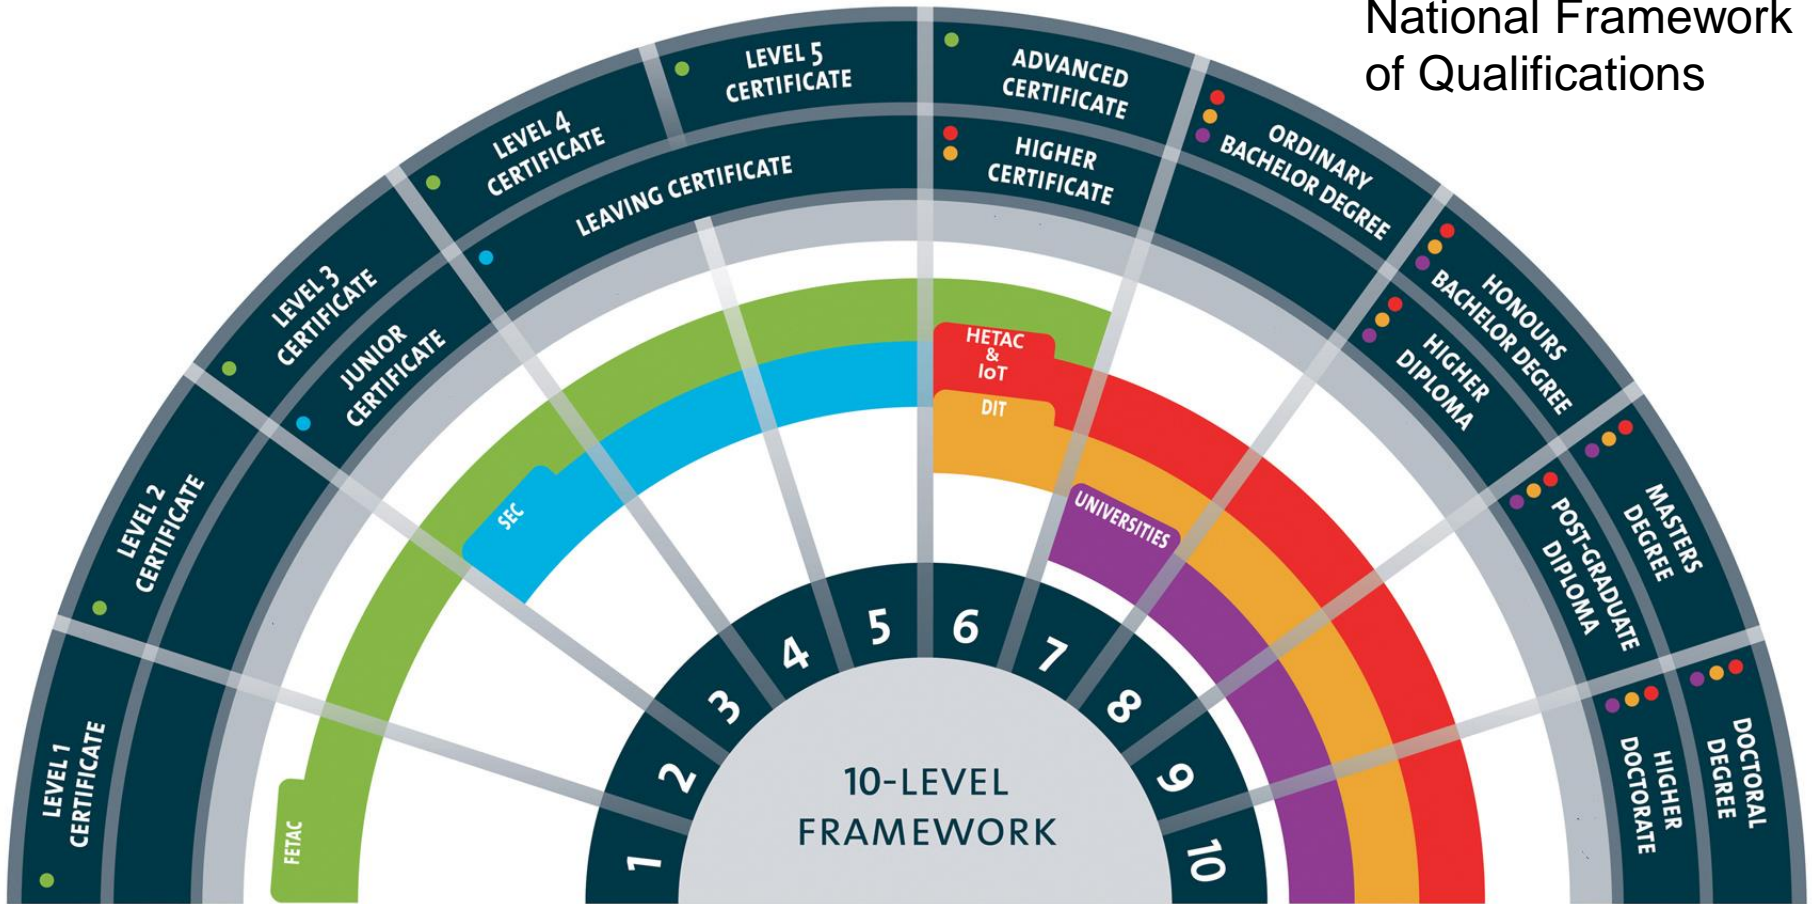 National Framework
of Qualifications
LEVEL 1
CERTIFICATE
LEVEL 2
CERTIFICATE
LEVEL 3
CERTIFICATE
JUNIOR
CERTIFICATE
LEVEL 4
CERTIFICATE
LEVEL 5
CERTIFICATE
LEAVING CERTIFICATE
ADVANCED
CERTIFICATE
HIGHER
CERTIFICATE
ORDINARY
BACHELOR DEGREE
HONOURS
BACHELOR DEGREE
HIGHER
DIPLOMA
MASTERS
DEGREE
POST-GRADUATE
DIPLOMA
DOCTORAL
DEGREE
HIGHER
DOCTORATE
FETAC
SEC
HETAC
&
IoT
DIT
UNIVERSITIES
1
2
3
4
5
6
7
8
9
10
10-LEVEL
FRAMEWORK